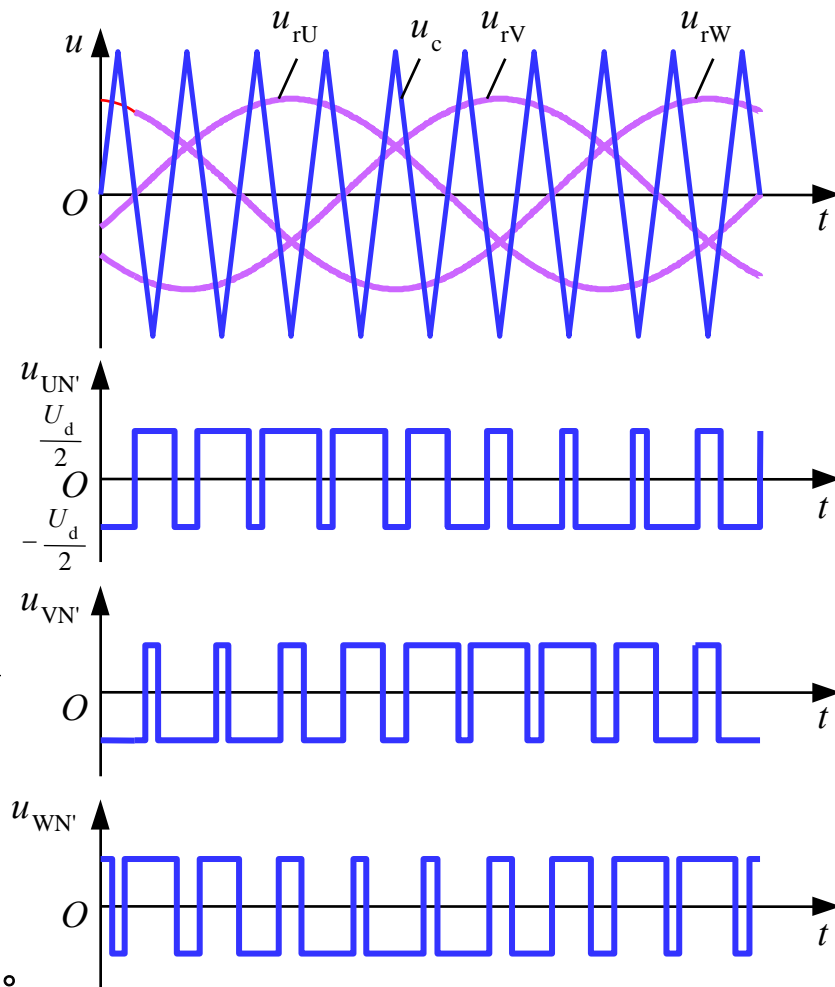 u
u_rU
u_c
u_rV
u_rW
O
t
u_UN'
U_d
2
O
t
− U_d
2
u_VN'
O
t
u_WN'
O
t
。